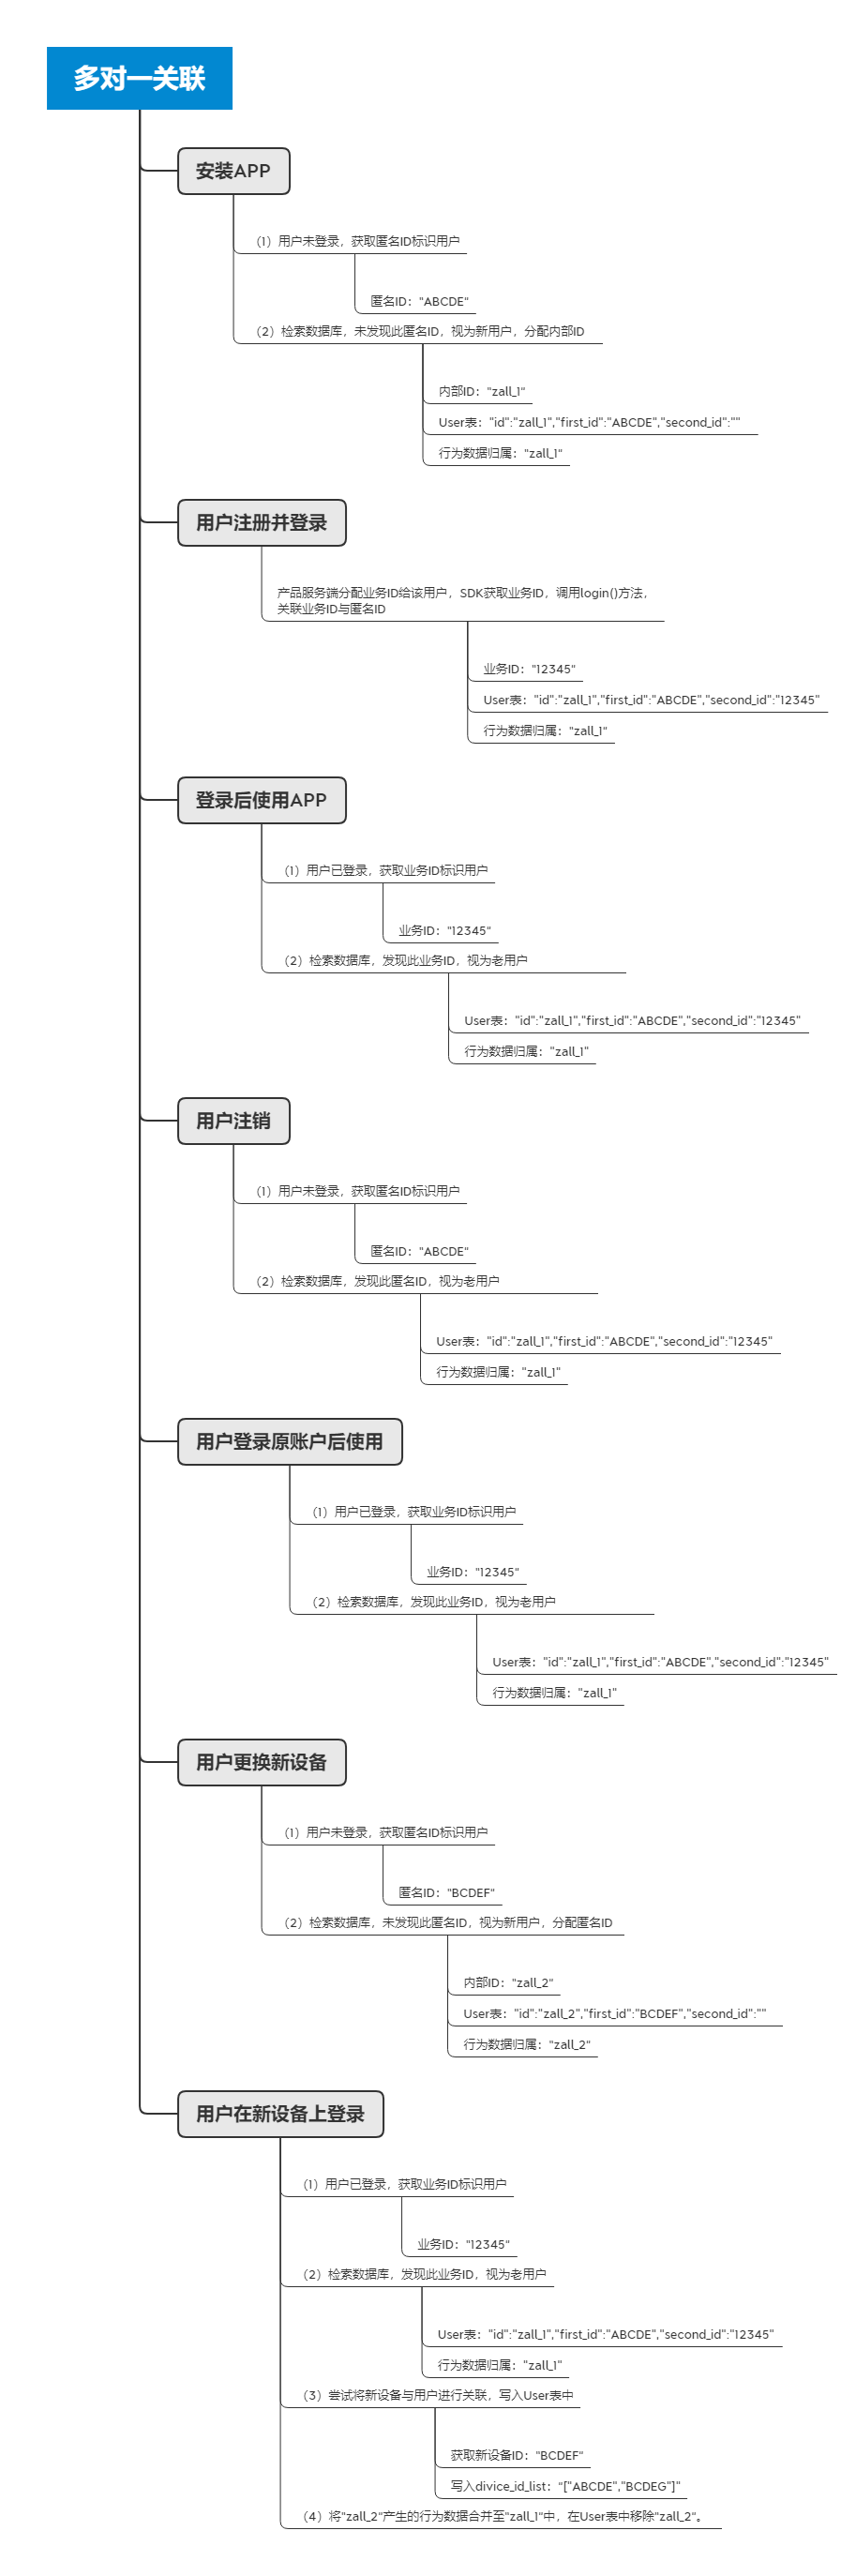 多对一关联
安装APP
（1）用户未登录，获取匿名ID标识用户
匿名ID："ABCDE"
（2）检索数据库，未发现此匿名ID，视为新用户，分配内部ID
内部ID："zall_1"
User表："id":"zall_1","first_id":"ABCDE","second_id":""
行为数据归属："zall_1"
用户注册并登录
产品服务端分配业务ID给该用户，SDK获取业务ID，调用login()方法，
关联业务ID与匿名ID
业务ID："12345"
User表："id":"zall_1","first_id":"ABCDE","second_id":"12345"
行为数据归属："zall_1"
登录后使用APP
（1）用户已登录，获取业务ID标识用户
业务ID："12345"
（2）检索数据库，发现此业务ID，视为老用户
User表："id":"zall_1","first_id":"ABCDE","second_id":"12345"
行为数据归属："zall_1"
用户注销
（1）用户未登录，获取匿名ID标识用户
匿名ID："ABCDE"
（2）检索数据库，发现此匿名ID，视为老用户
User表："id":"zall_1","first_id":"ABCDE","second_id":"12345"
行为数据归属："zall_1"
用户登录原账户后使用
（1）用户已登录，获取业务ID标识用户
业务ID："12345"
（2）检索数据库，发现此业务ID，视为老用户
User表："id":"zall_1","first_id":"ABCDE","second_id":"12345"
行为数据归属："zall_1"
用户更换新设备
（1）用户未登录，获取匿名ID标识用户
匿名ID："BCDEF"
（2）检索数据库，未发现此匿名ID，视为新用户，分配匿名ID
内部ID："zall_2"
User表："id":"zall_2","first_id":"BCDEF","second_id":""
行为数据归属："zall_2"
用户在新设备上登录
（1）用户已登录，获取业务ID标识用户
业务ID："12345"
（2）检索数据库，发现此业务ID，视为老用户
User表："id":"zall_1","first_id":"ABCDE","second_id":"12345"
行为数据归属："zall_1"
（3）尝试将新设备与用户进行关联，写入User表中
获取新设备ID："BCDEF"
写入divice_id_list："["ABCDE","BCDEG"]"
（4）将"zall_2"产生的行为数据合并至"zall_1"中，在User表中移除"zall_2"。